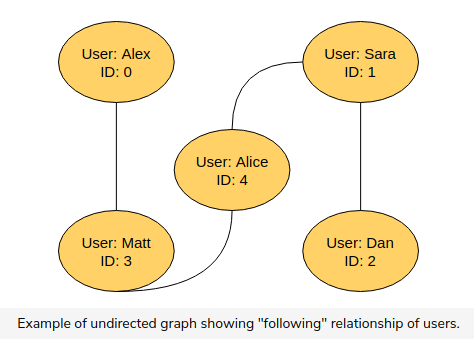 User: Alex
ID: 0
User: Sara
ID: 1
User: Alice
ID: 4
User: Matt
ID: 3
User: Dan
ID: 2
Example of undirected graph showing "following" relationship of users.